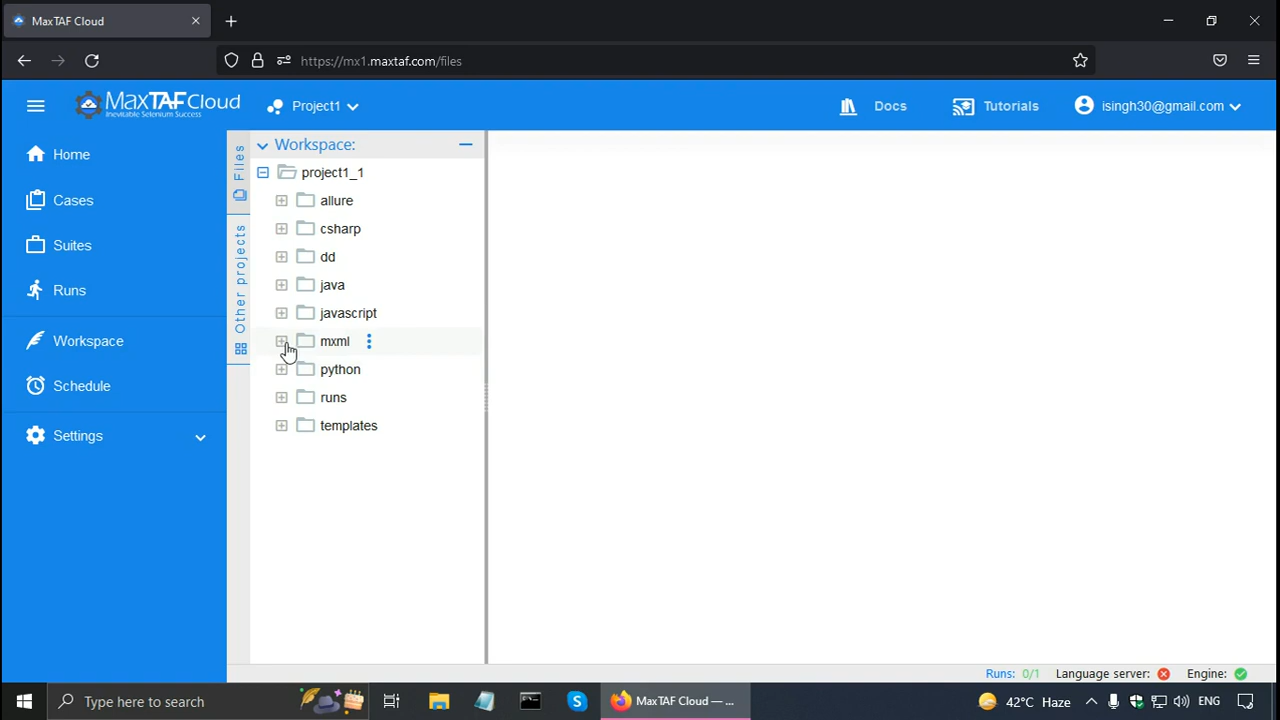 MaxTAF Cloud
https://mx1.maxtaf.com/files
MaxTAFCloud
Inevitable Selenium Success
Project1
Docs
Tutorials
isingh30@gmail.com
Home
Cases
Suites
Runs
Workspace
Schedule
Settings
Files
Other projects
Workspace:
project1_1
allure
csharp
dd
java
javascript
mxml
python
runs
templates
Runs: 0/1 Language server: Engine:
Type here to search
MaxTAF Cloud — ...
42°C Haze
ENG